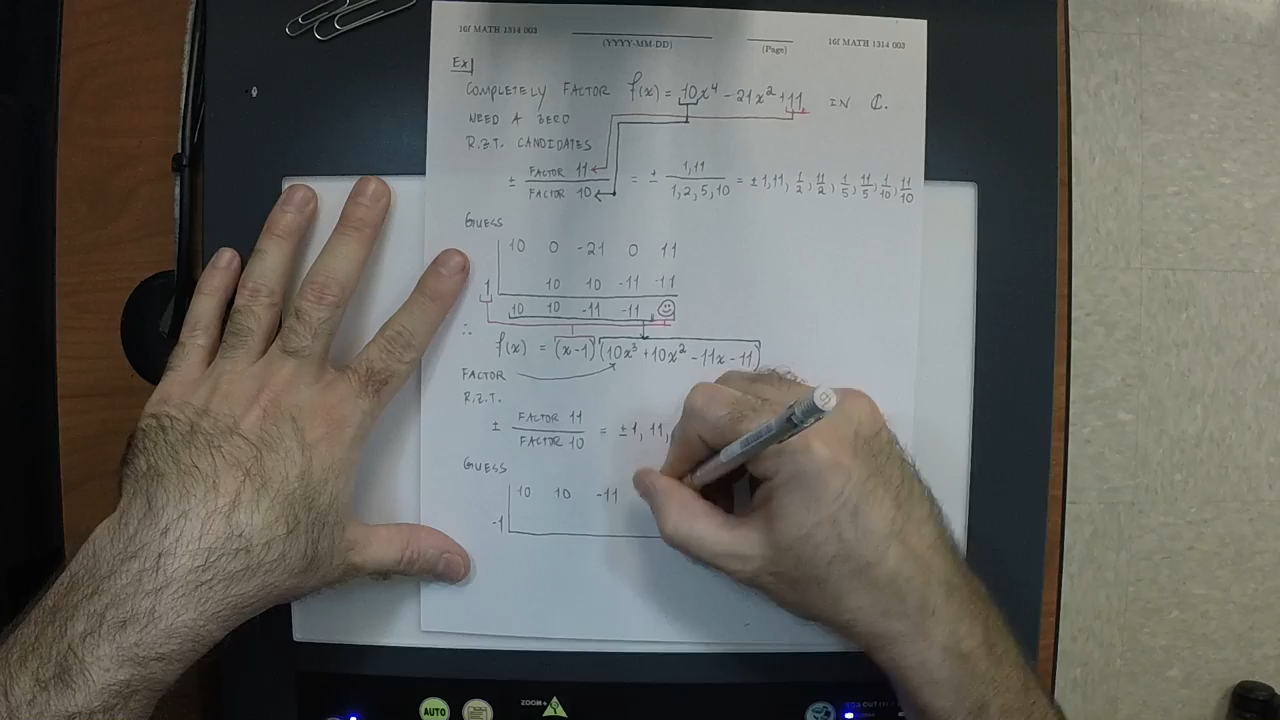 16f MATH 1314 003 (YYYY-MM-DD) (Page) 16f MATH 1314 003
Ex1
COMPLETELY FACTOR f(x) = 10x⁴ - 21x² + 11 IN ℂ.
NEED A ZERO
R.Z.T. CANDIDATES
± FACTOR 11 / FACTOR 10 = ± 1,11 / 1,2,5,10 = ± 1, 11, 1/2, 11/2, 1/5, 11/5, 1/10, 11/10
GUESS
10 0 -21 0 11
1 10 10 -11 -11
10 10 -11 -11 ☺
∴ f(x) = (x-1)(10x³ + 10x² - 11x - 11)
FACTOR
R.Z.T.
± FACTOR 11 / FACTOR 10 = ± 1, 11,
GUESS
10 10 -11
-1
AUTO ZOOM+